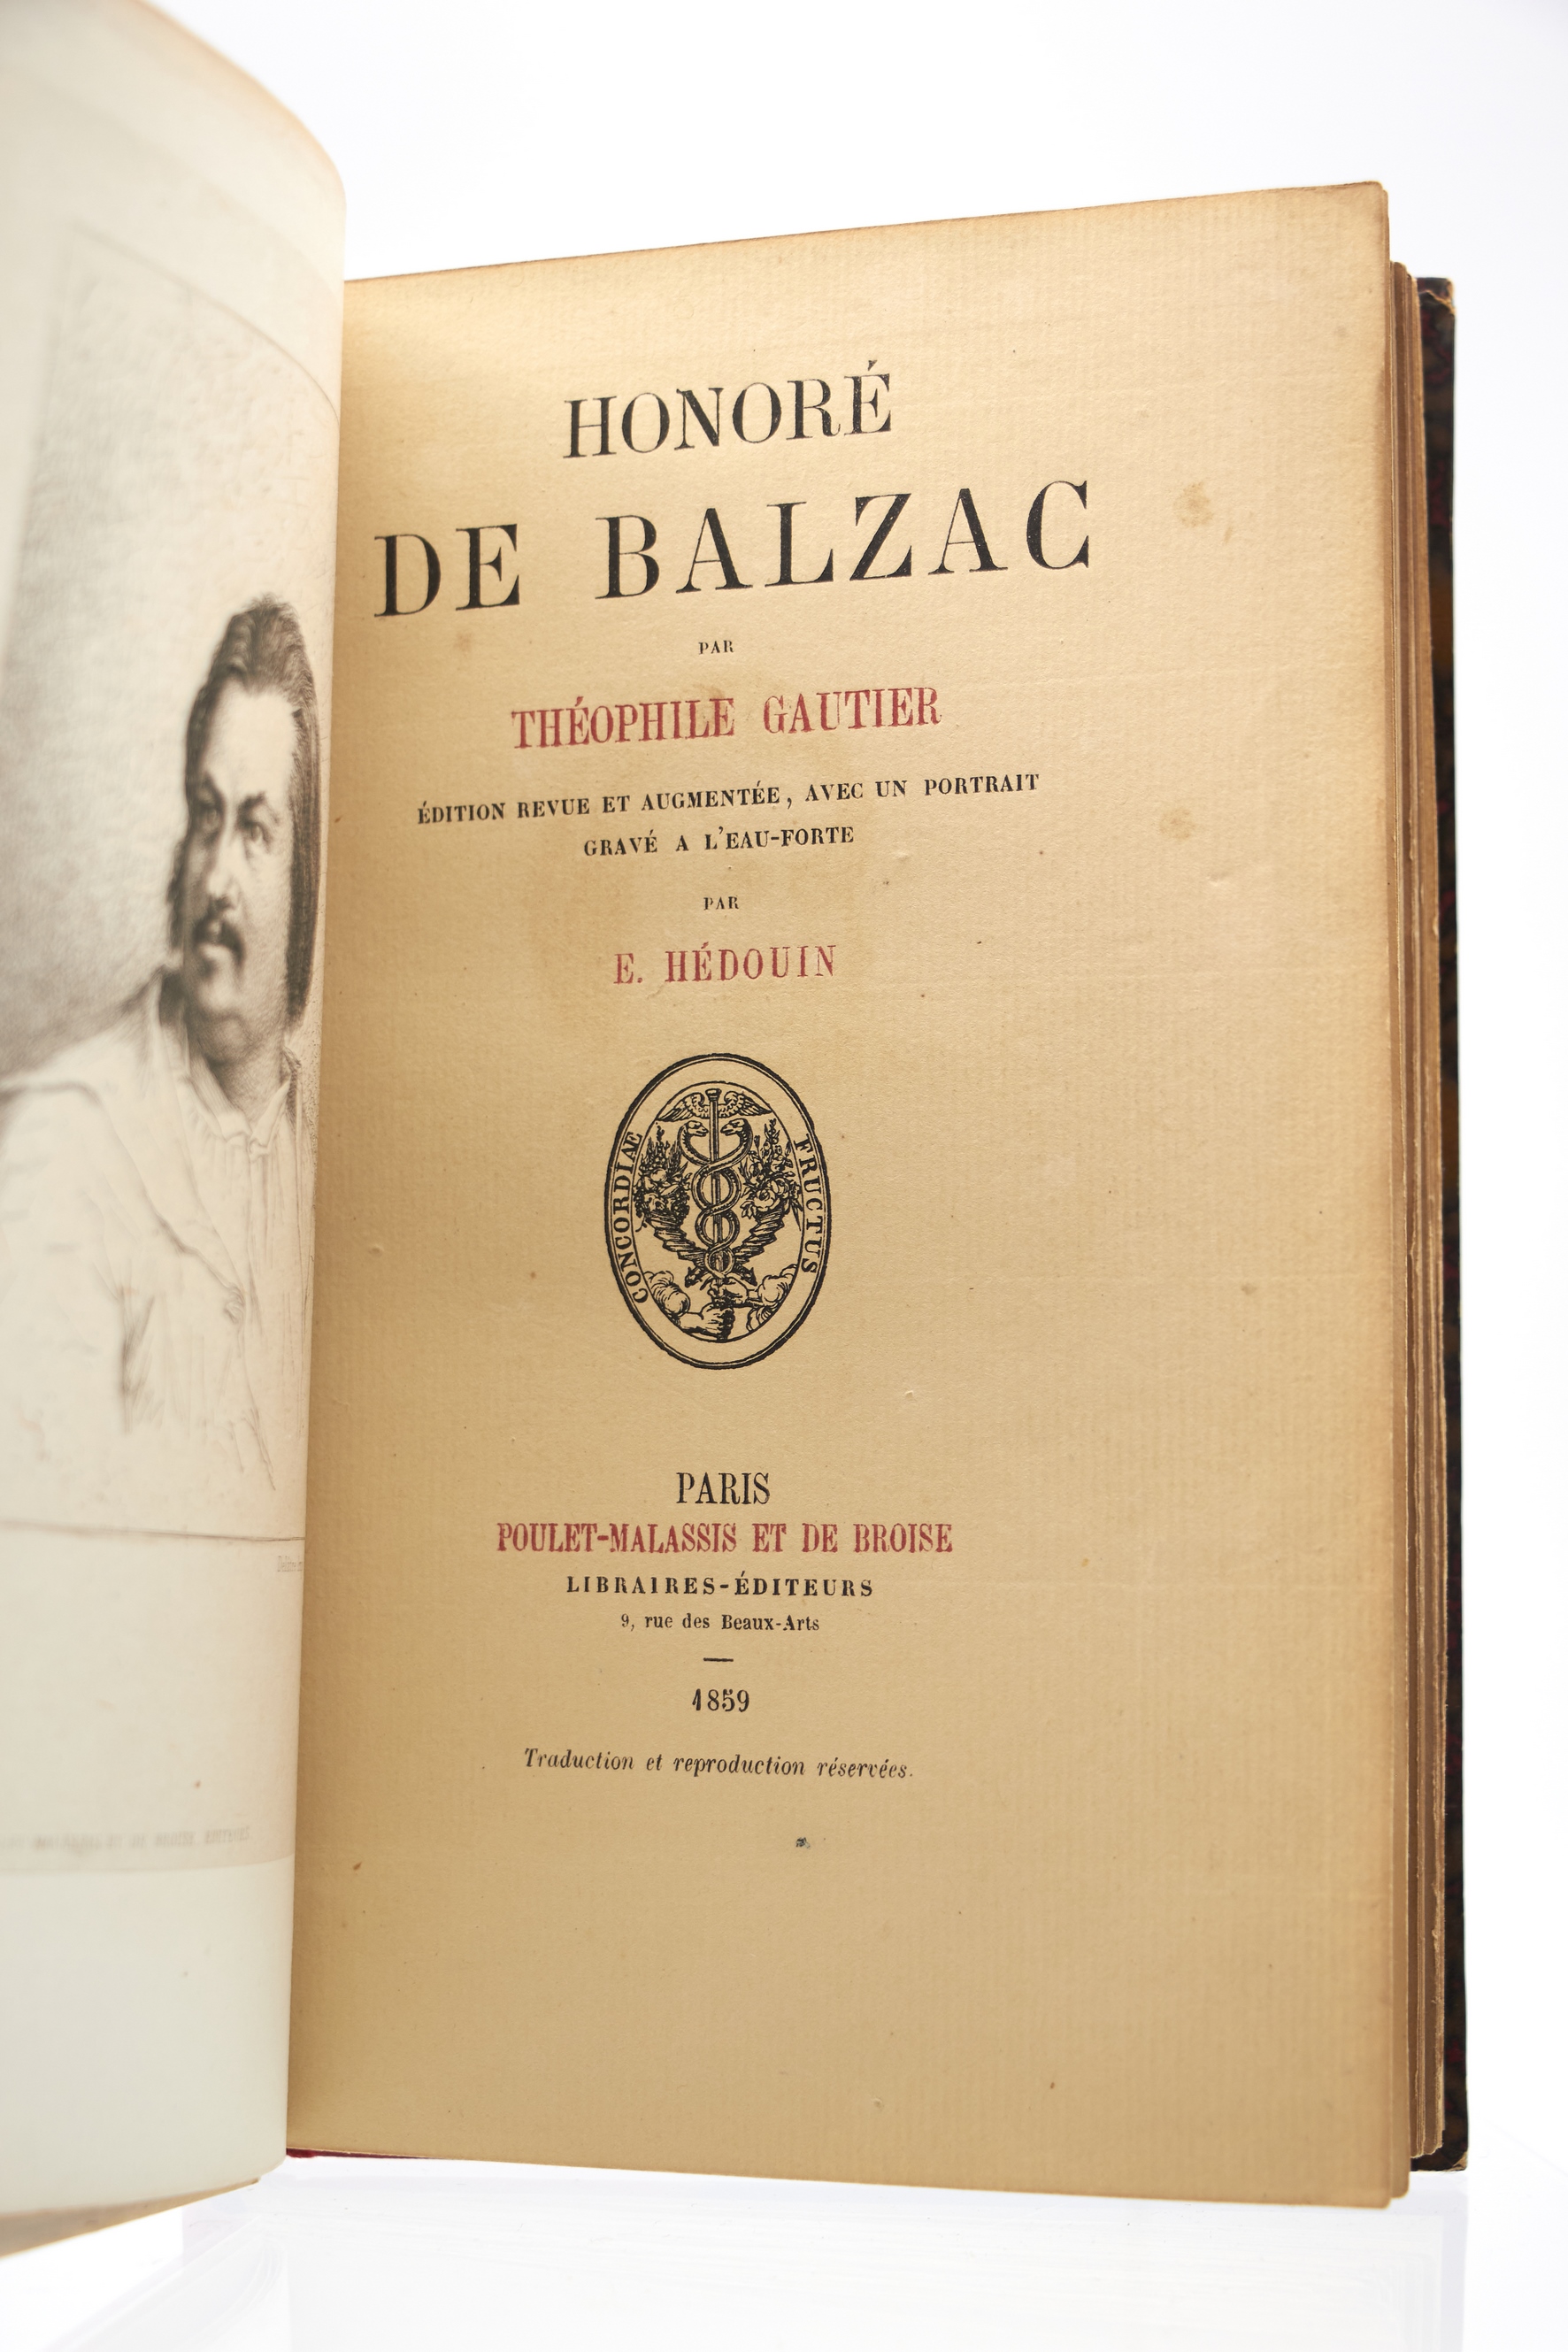 HONORÉ
DE BALZAC
PAR
THÉOPHILE GAUTIER
ÉDITION REVUE ET AUGMENTÉE, AVEC UN PORTRAIT
GRAVÉ A L'EAU-FORTE
PAR
E. HÉDOUIN
CONCORDIÆ FRUCTUS
PARIS
POULET-MALASSIS ET DE BROISE
LIBRAIRES-ÉDITEURS
9, rue des Beaux-Arts
1859
Traduction et reproduction réservées.